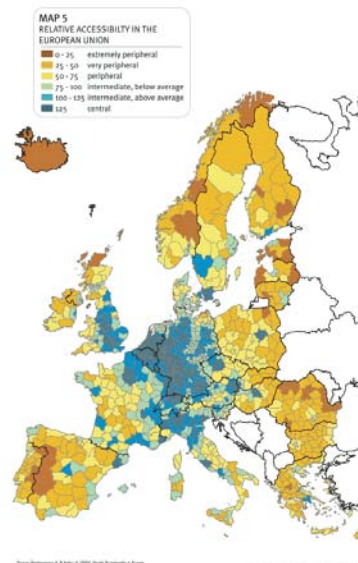 MAP 5
RELATIVE ACCESSIBILTY IN THE
EUROPEAN UNION
0 - 25 extremely peripheral
25 - 50 very peripheral
50 - 75 peripheral
75 - 100 intermediate, below average
100 - 125 intermediate, above average
125 central